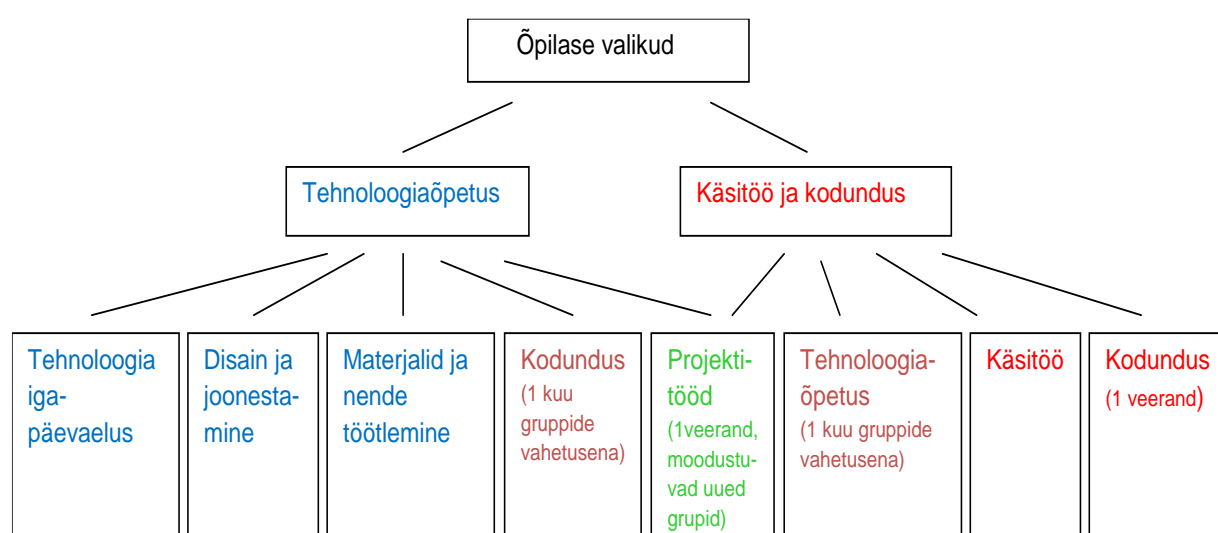 Õpilase valikud
Tehnoloogiaõpetus
Käsitöö ja kodundus
Tehnoloogia
iga-
päevaelus
Disain ja
joonesta-
mine
Materjalid ja
nende
töötlemine
Kodundus
(1 kuu
gruppide
vahetusena)
Projekti-
tööd
(1veerand,
moodustu-
vad uued
grupid)
Tehnoloogia-
õpetus
(1 kuu gruppide
vahetusena)
Käsitöö
Kodundus
(1 veerand)